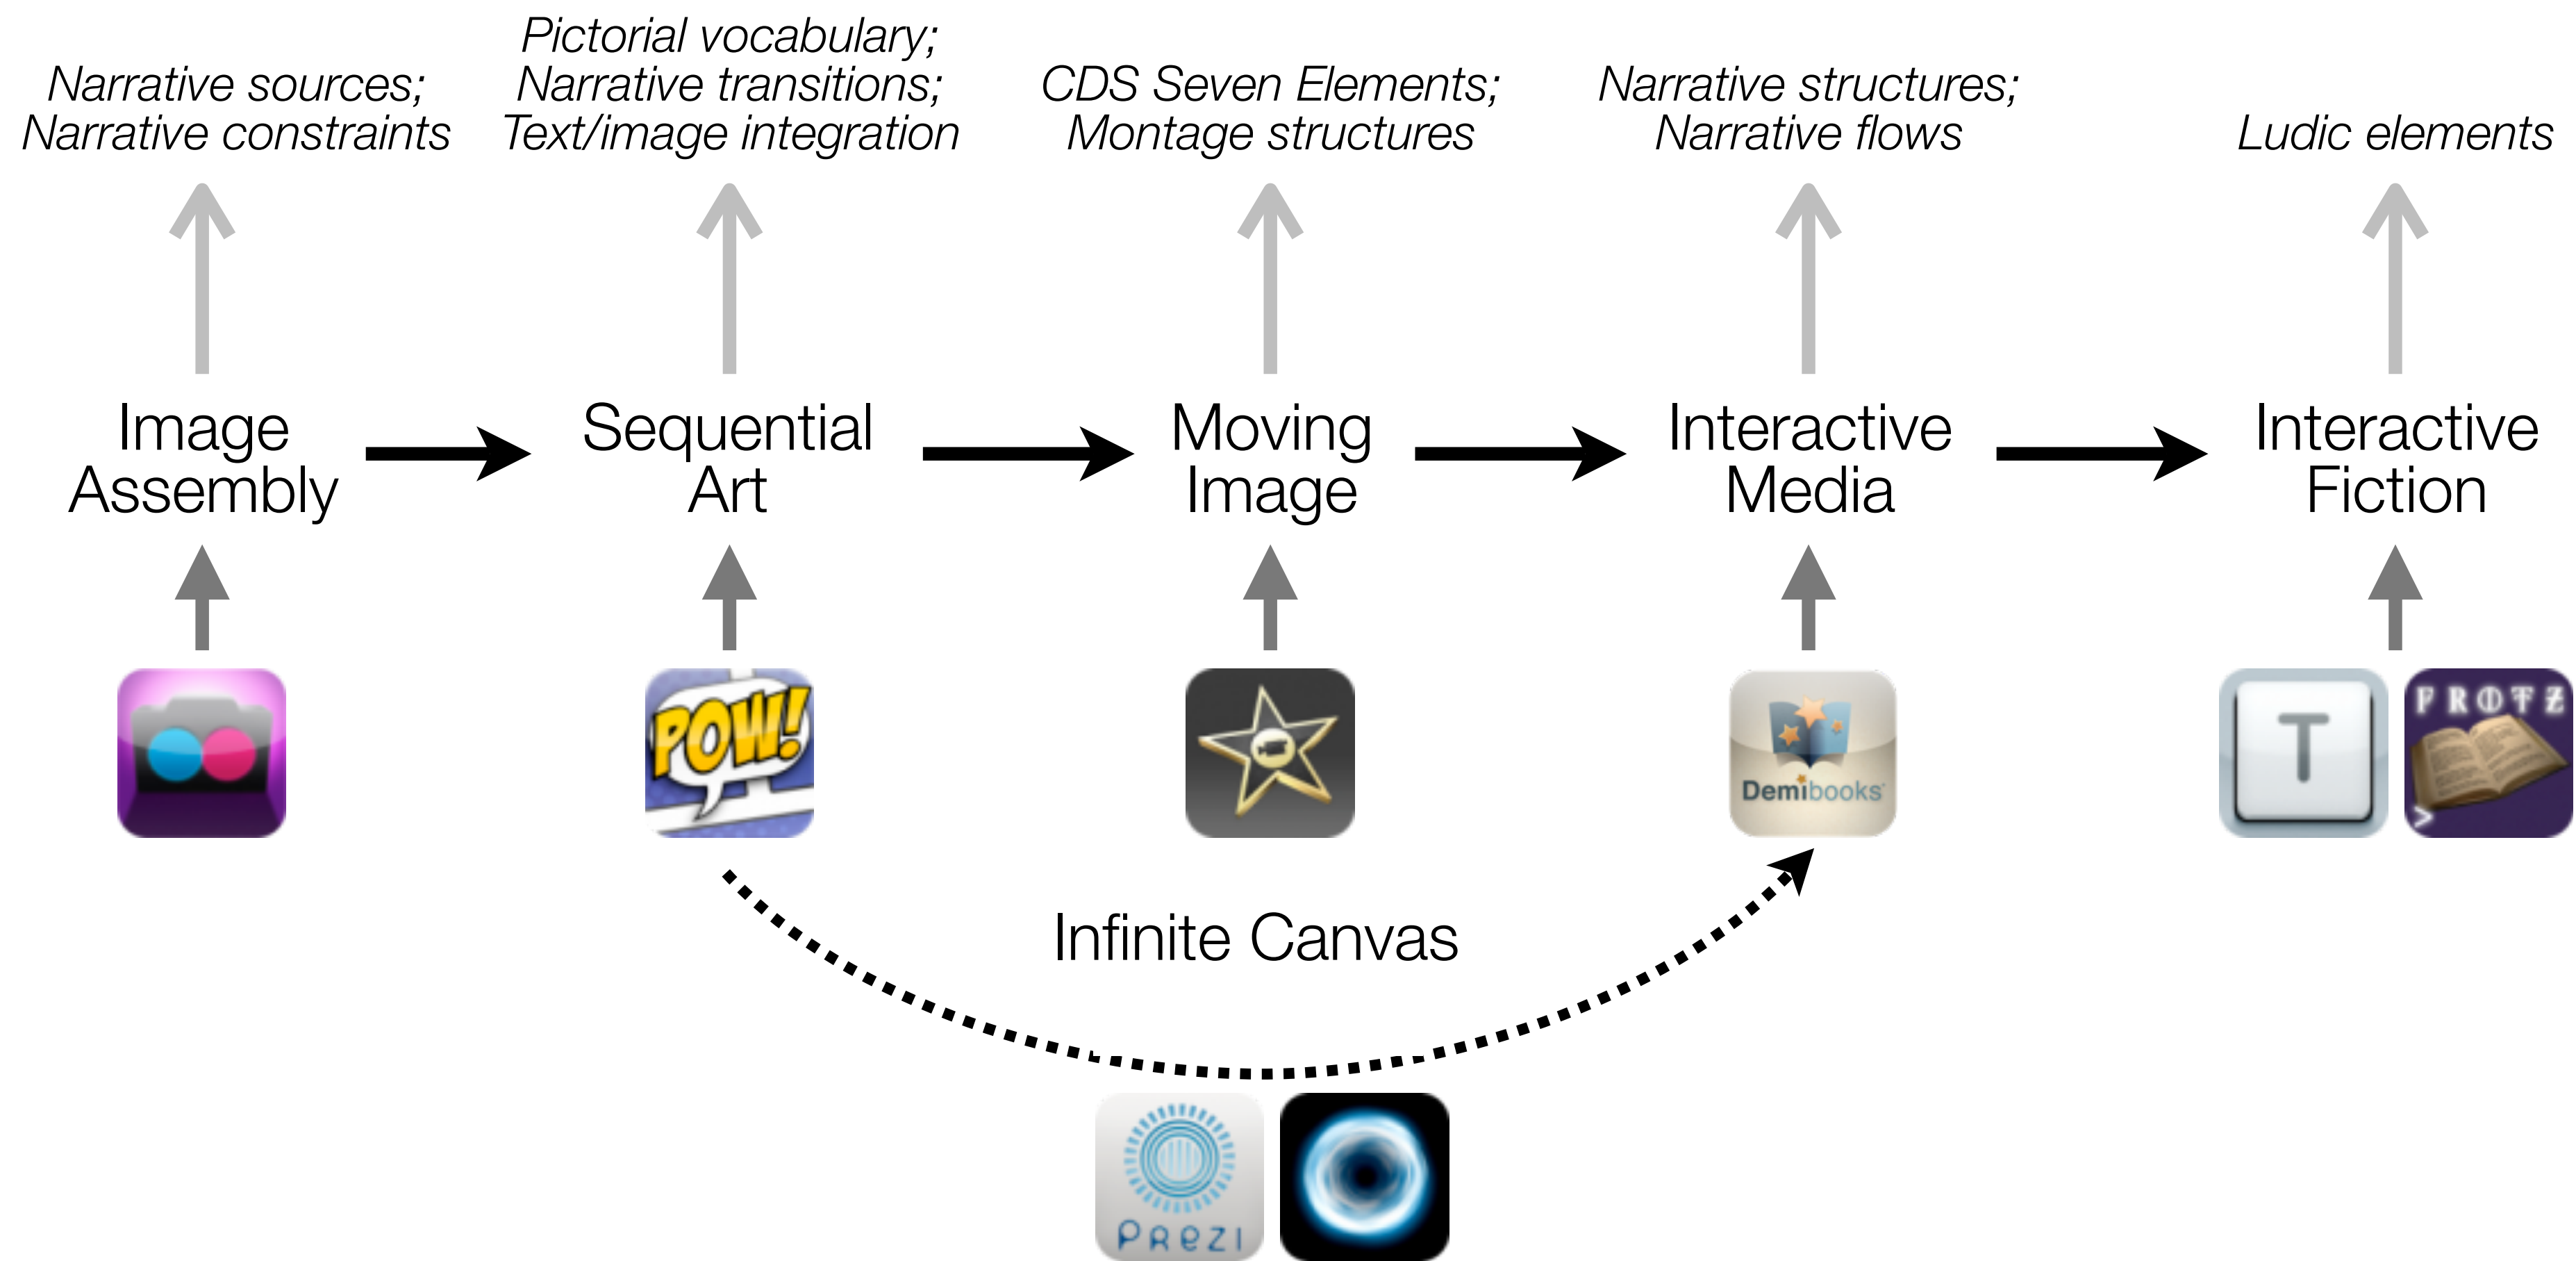 Narrative sources;
Narrative constraints
Pictorial vocabulary;
Narrative transitions;
Text/image integration
CDS Seven Elements;
Montage structures
Narrative structures;
Narrative flows
Ludic elements
Image
Assembly
Sequential
Art
Moving
Image
Interactive
Media
Interactive
Fiction
POW!
Demibooks
T
FROTZ
>
Infinite Canvas
PREZI